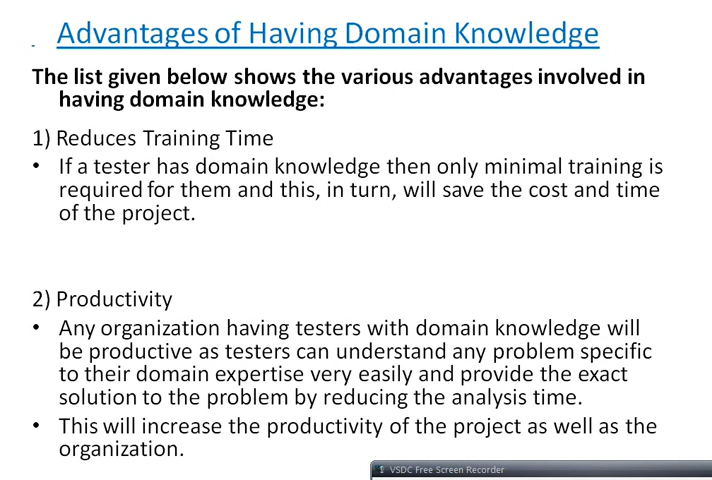 Advantages of Having Domain Knowledge
The list given below shows the various advantages involved in
having domain knowledge:
1) Reduces Training Time
• If a tester has domain knowledge then only minimal training is
required for them and this, in turn, will save the cost and time
of the project.
2) Productivity
• Any organization having testers with domain knowledge will
be productive as testers can understand any problem specific
to their domain expertise very easily and provide the exact
solution to the problem by reducing the analysis time.
• This will increase the productivity of the project as well as the
organization.
VSDC Free Screen Recorder